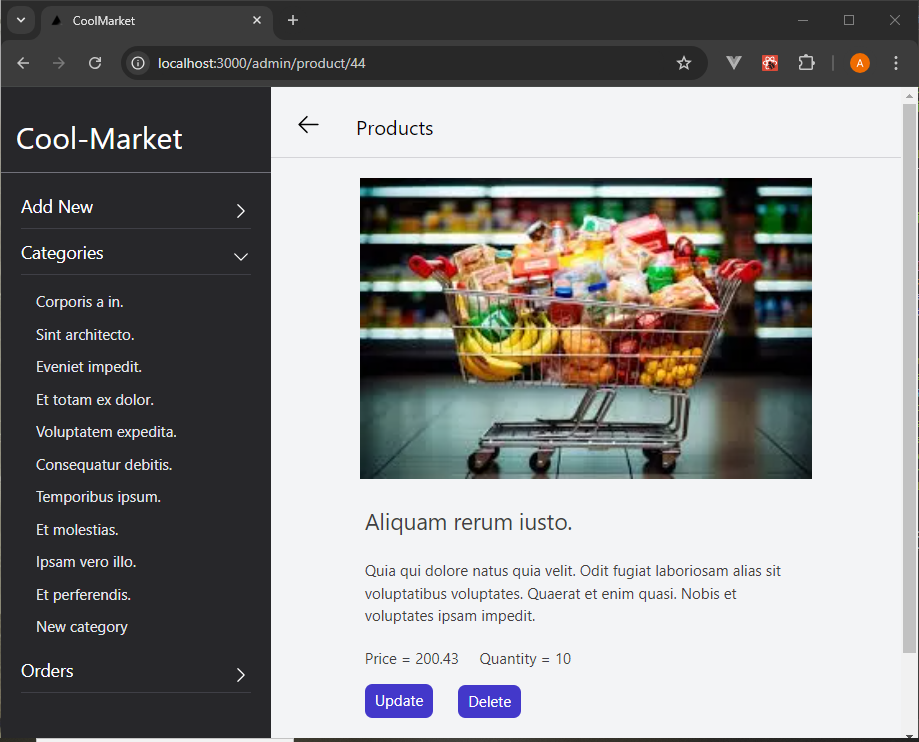 CoolMarket
localhost:3000/admin/product/44
A
Cool-Market
Add New
Categories
Corporis a in.
Sint architecto.
Eveniet impedit.
Et totam ex dolor.
Voluptatem expedita.
Consequatur debitis.
Temporibus ipsum.
Et molestias.
Ipsam vero illo.
Et perferendis.
New category
Orders
Products
Aliquam rerum iusto.
Quia qui dolore natus quia velit. Odit fugiat laboriosam alias sit
voluptatibus voluptates. Quaerat et enim quasi. Nobis et
voluptates ipsam impedit.
Price = 200.43 Quantity = 10
Update Delete